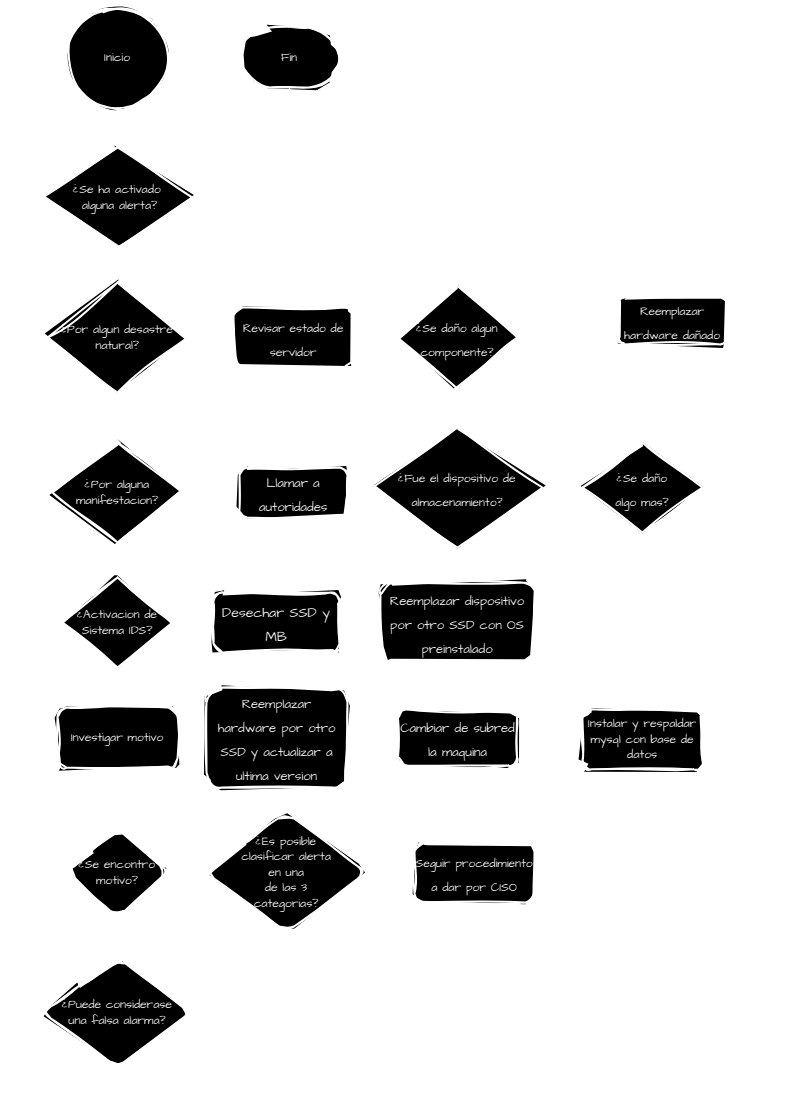 Inicio
Fin
¿Se ha activado
alguna alerta?
¿Por algun desastre
natural?
Revisar estado de
servidor
¿Se daño algun
componente?
Reemplazar
hardware dañado
¿Por alguna
manifestacion?
Llamar a
autoridades
¿Fue el dispositivo de
almacenamiento?
¿Se daño
algo mas?
¿Activacion de
Sistema IDS?
Desechar SSD y
MB
Reemplazar dispositivo
por otro SSD con OS
preinstalado
Investigar motivo
Reemplazar
hardware por otro
SSD y actualizar a
ultima version
Cambiar de subred
la maquina
Instalar y respaldar
mysql con base de
datos
¿Se encontro
motivo?
¿Es posible
clasificar alerta
en una
de las 3
categorias?
Seguir procedimiento
a dar por CISO
¿Puede considerase
una falsa alarma?